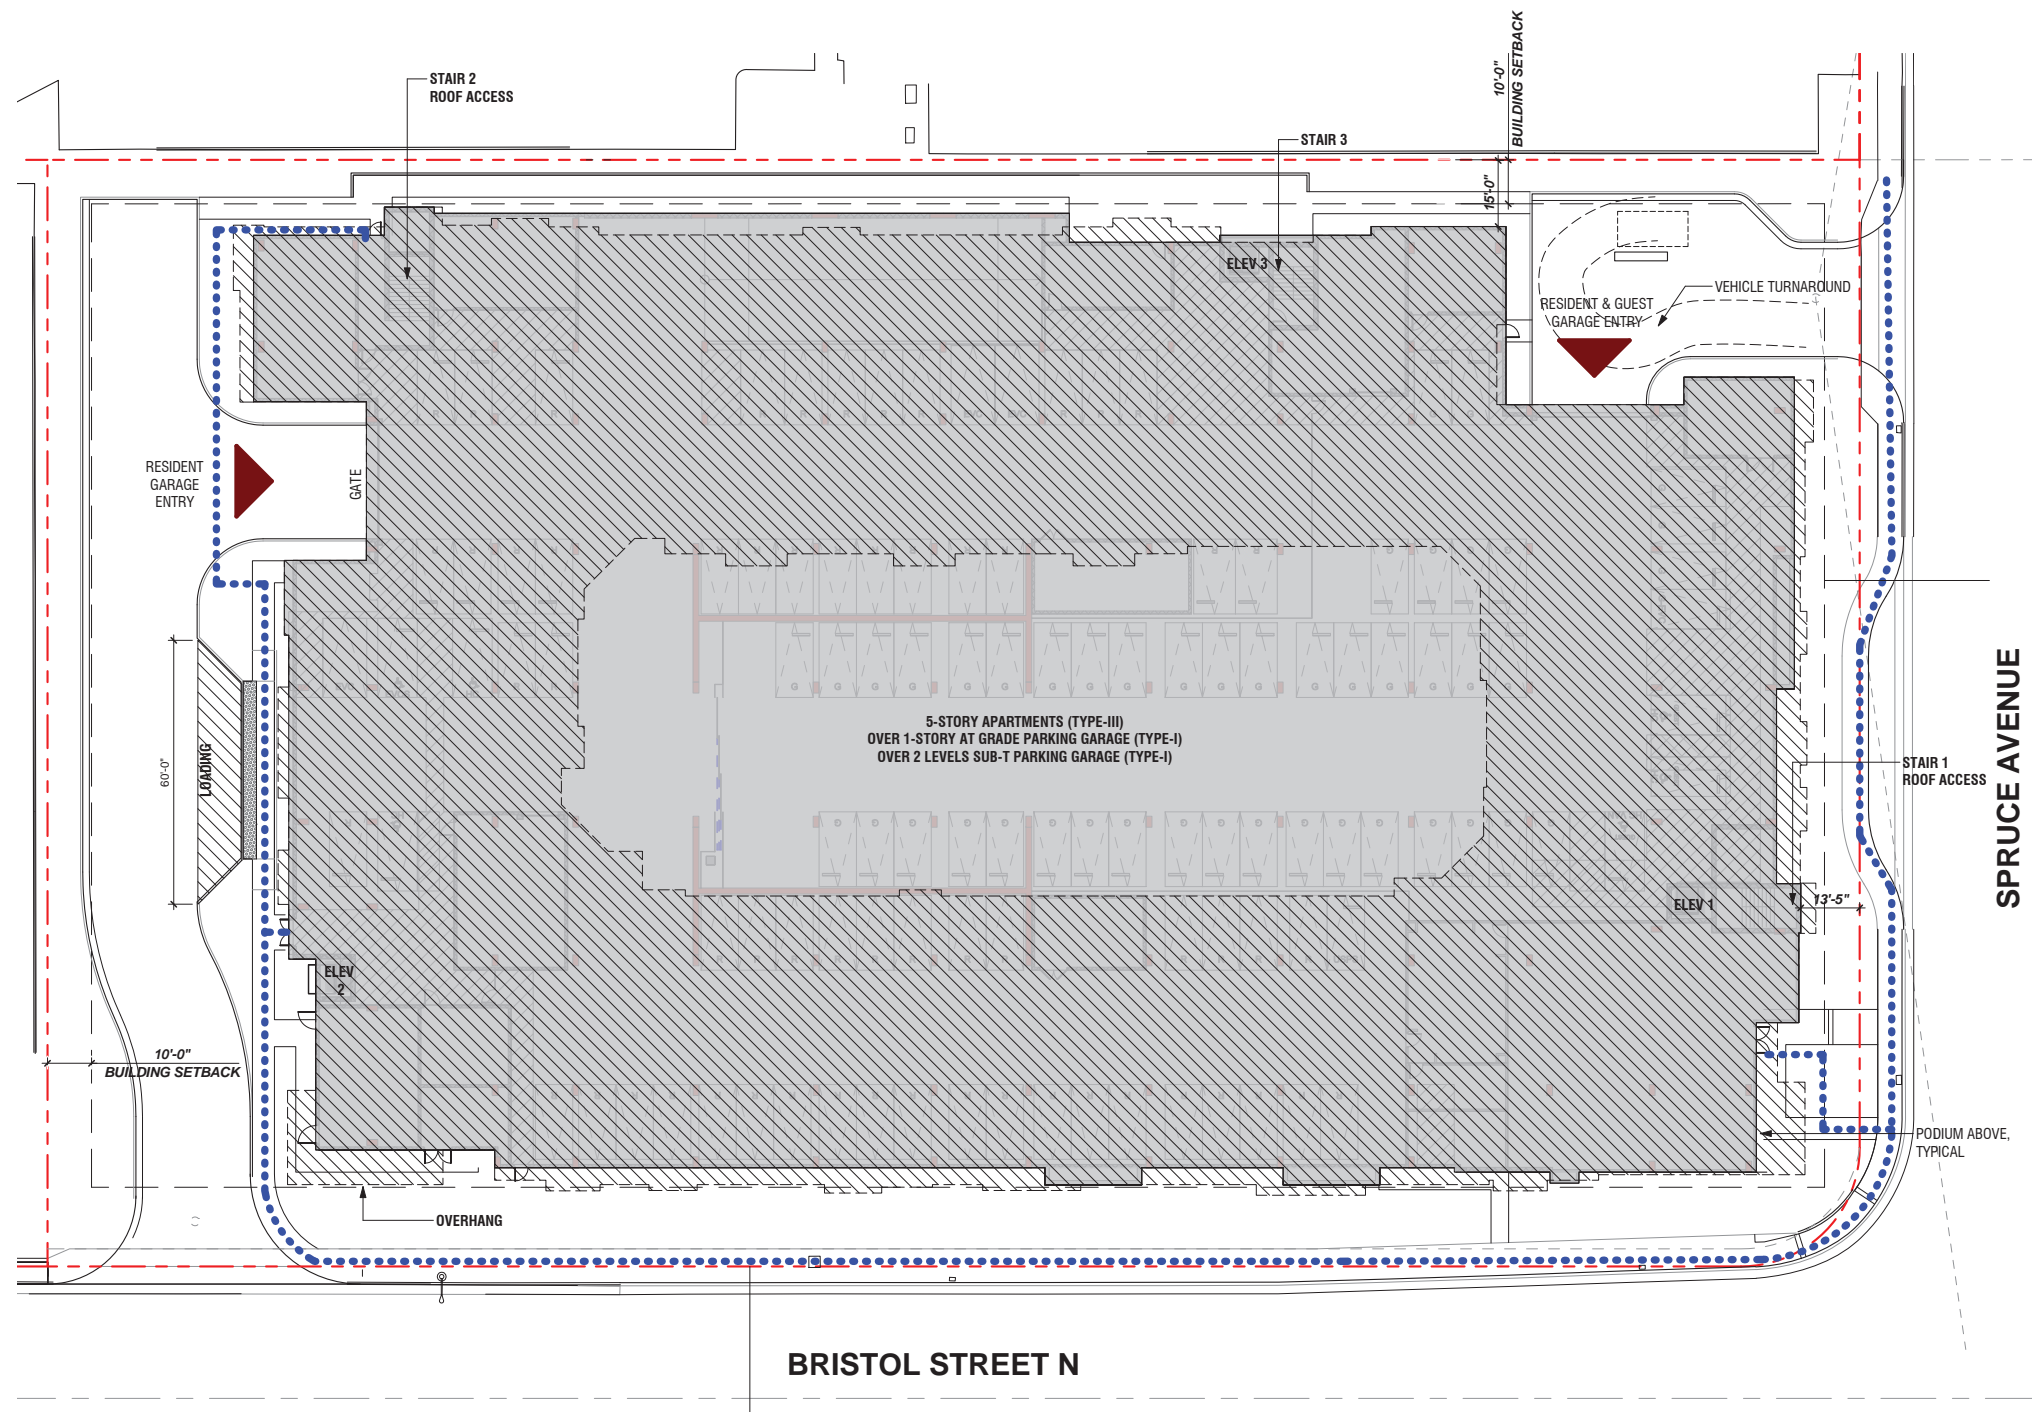 10'-0"
BUILDING SETBACK
STAIR 2
ROOF ACCESS
STAIR 3
15'-0"
ELEV 3
VEHICLE TURNAROUND
RESIDENT & GUEST
GARAGE ENTRY
RESIDENT
GARAGE
ENTRY
GATE
5-STORY APARTMENTS (TYPE-III)
OVER 1-STORY AT GRADE PARKING GARAGE (TYPE-I)
OVER 2 LEVELS SUB-T PARKING GARAGE (TYPE-I)
60'-0"
LOADING
STAIR 1
ROOF ACCESS
SPRUCE AVENUE
ELEV 1
13'-5"
ELEV
2
10'-0"
BUILDING SETBACK
PODIUM ABOVE,
TYPICAL
OVERHANG
BRISTOL STREET N